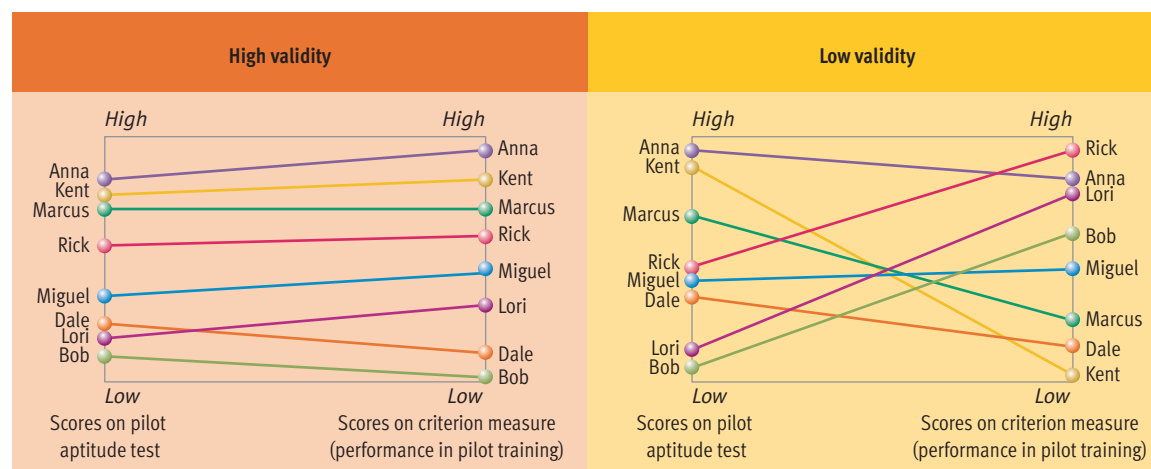 High validity
High
High
Anna
Kent
Marcus
Rick
Miguel
Dale
Lori
Bob
Anna
Kent
Marcus
Rick
Miguel
Lori
Dale
Bob
Low
Low
Scores on pilot
aptitude test
Scores on criterion measure
(performance in pilot training)
Low validity
High
High
Anna
Kent
Marcus
Rick
Miguel
Dale
Lori
Bob
Rick
Anna
Lori
Bob
Miguel
Marcus
Dale
Kent
Low
Low
Scores on pilot
aptitude test
Scores on criterion measure
(performance in pilot training)